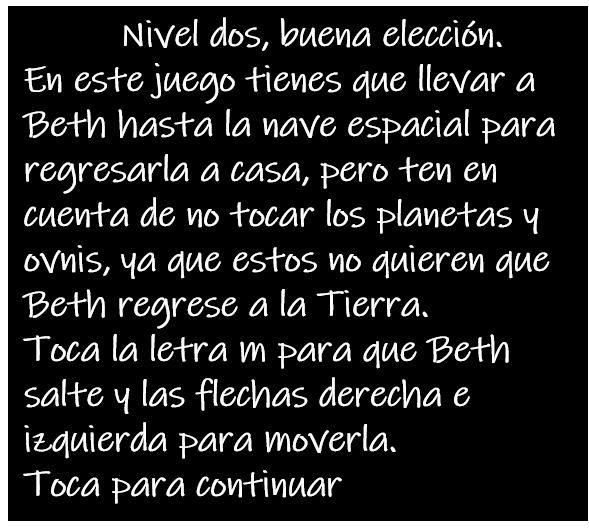 Nivel dos, buena elección.
En este juego tienes que llevar a
Beth hasta la nave espacial para
regresarla a casa, pero ten en
cuenta de no tocar los planetas y
ovnis, ya que estos no quieren que
Beth regrese a la Tierra.
Toca la letra m para que Beth
salte y las flechas derecha e
izquierda para moverla.
Toca para continuar